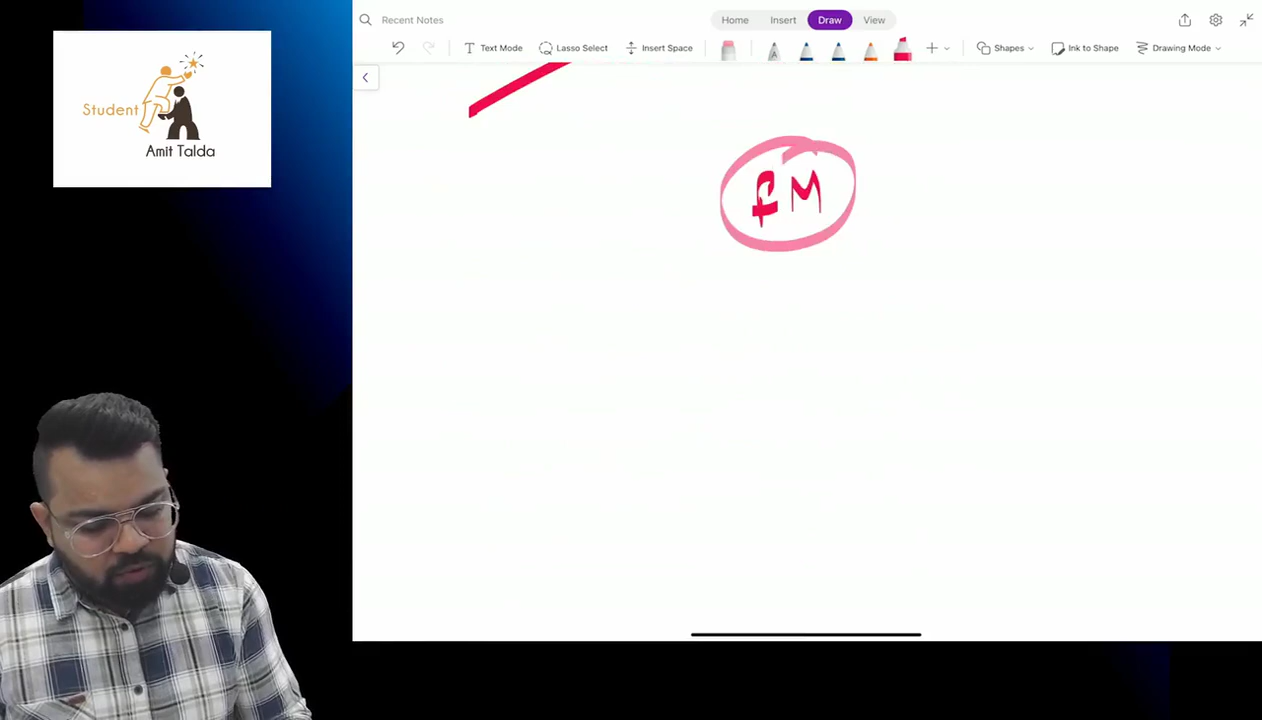 Recent Notes
Home Insert Draw View
Text Mode Lasso Select Insert Space A Shapes Ink to Shape Drawing Mode
Student
Amit Talda
FM